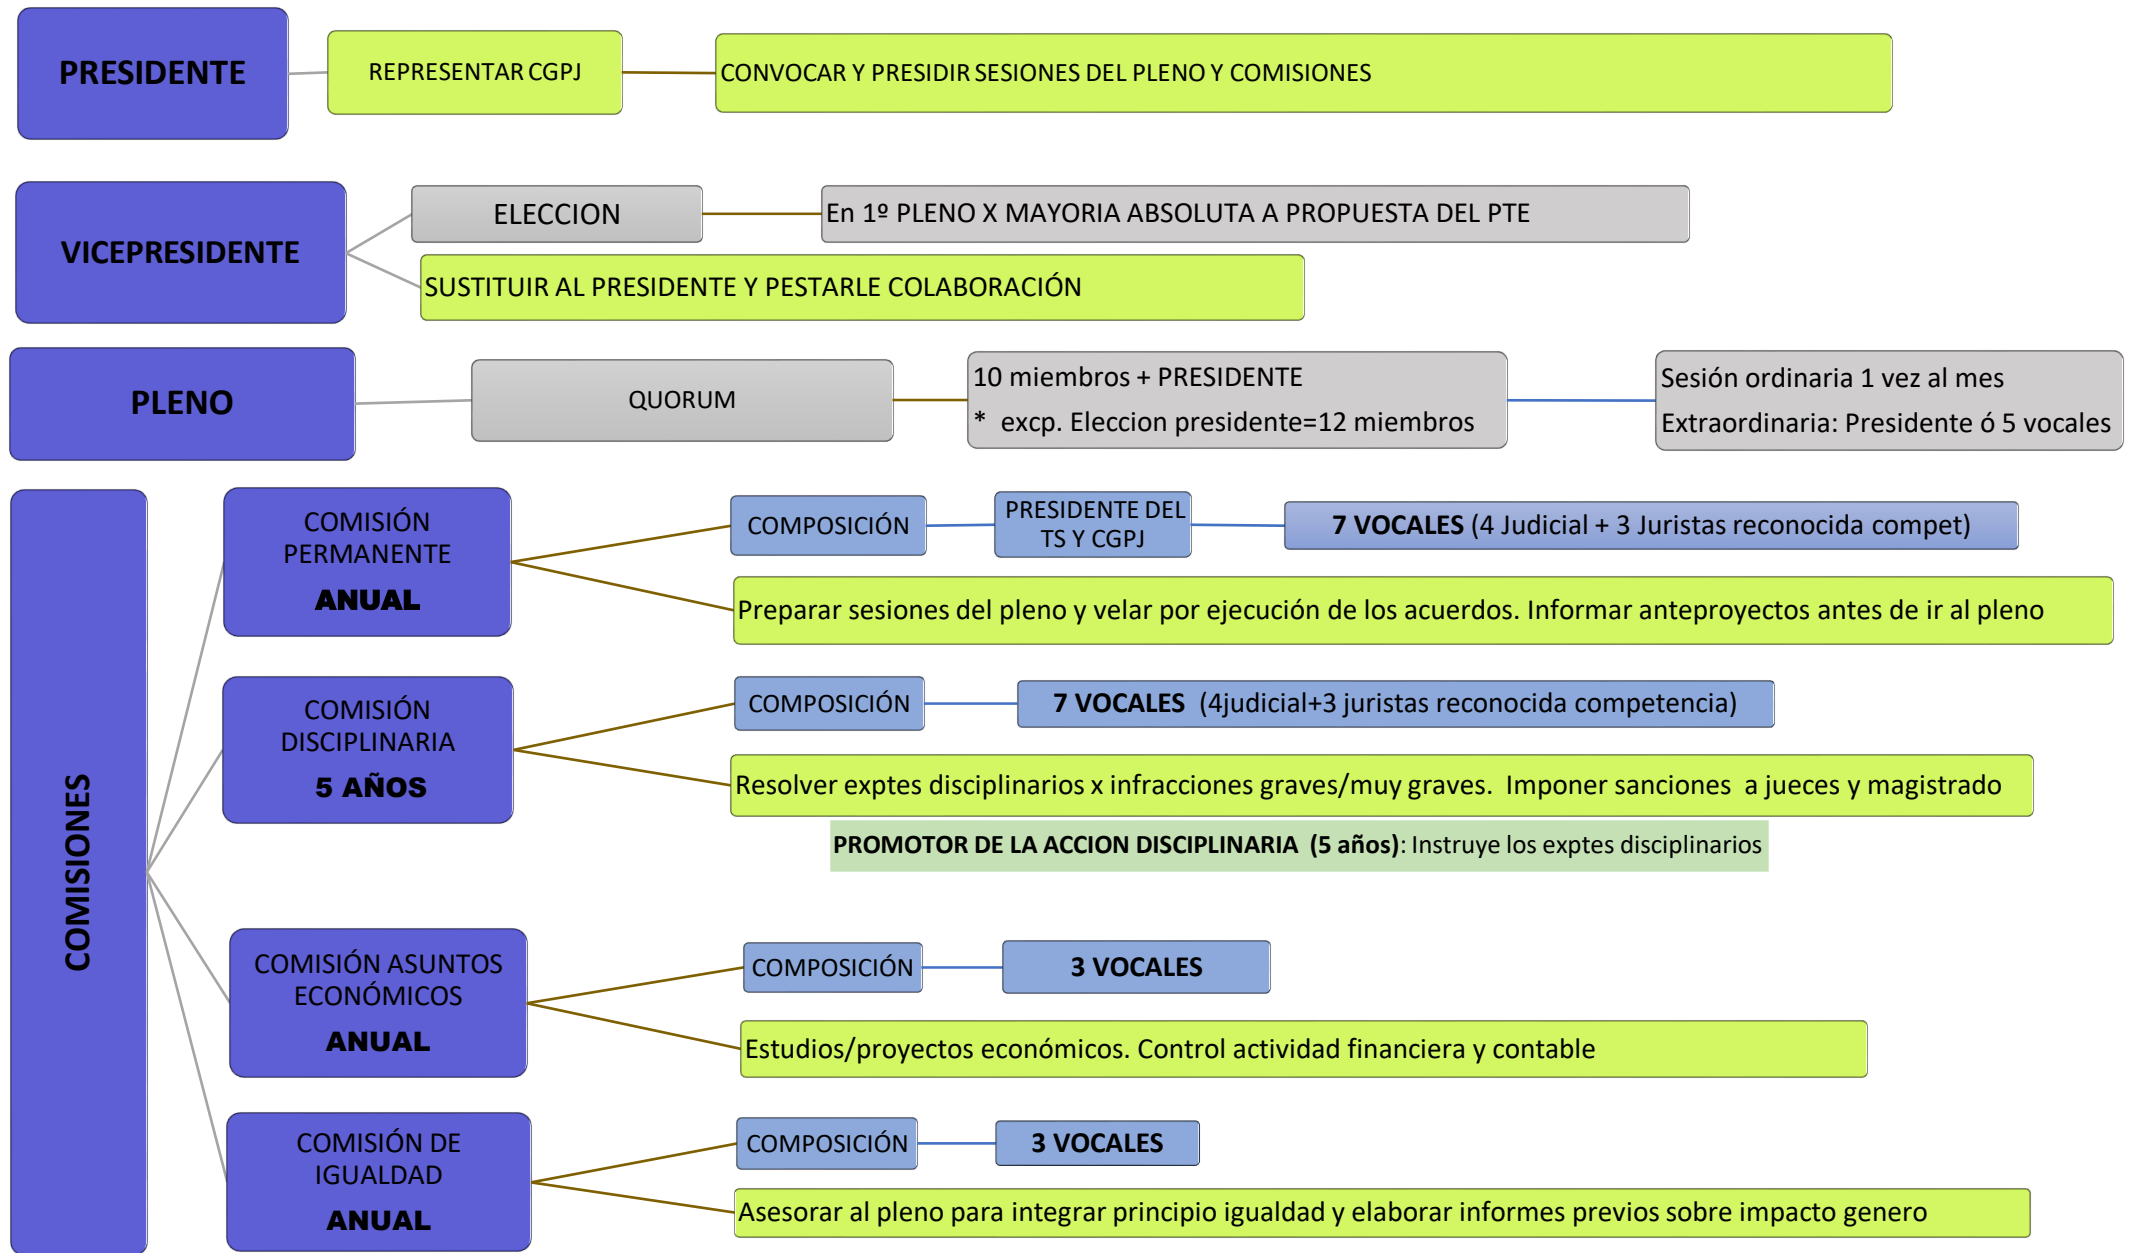 PRESIDENTE
REPRESENTAR CGPJ
CONVOCAR Y PRESIDIR SESIONES DEL PLENO Y COMISIONES
VICEPRESIDENTE
ELECCION
En 1º PLENO X MAYORIA ABSOLUTA A PROPUESTA DEL PTE
SUSTITUIR AL PRESIDENTE Y PESTARLE COLABORACIÓN
PLENO
QUORUM
10 miembros + PRESIDENTE
* excp. Eleccion presidente=12 miembros
Sesión ordinaria 1 vez al mes
Extraordinaria: Presidente ó 5 vocales
COMISIONES
COMISIÓN
PERMANENTE
ANUAL
COMPOSICIÓN
PRESIDENTE DEL
TS Y CGPJ
7 VOCALES (4 Judicial + 3 Juristas reconocida compet)
Preparar sesiones del pleno y velar por ejecución de los acuerdos. Informar anteproyectos antes de ir al pleno
COMISIÓN
DISCIPLINARIA
5 AÑOS
COMPOSICIÓN
7 VOCALES (4judicial+3 juristas reconocida competencia)
Resolver exptes disciplinarios x infracciones graves/muy graves. Imponer sanciones a jueces y magistrado
PROMOTOR DE LA ACCION DISCIPLINARIA (5 años): Instruye los exptes disciplinarios
COMISIÓN ASUNTOS
ECONÓMICOS
ANUAL
COMPOSICIÓN
3 VOCALES
Estudios/proyectos económicos. Control actividad financiera y contable
COMISIÓN DE
IGUALDAD
ANUAL
COMPOSICIÓN
3 VOCALES
Asesorar al pleno para integrar principio igualdad y elaborar informes previos sobre impacto genero